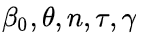 β₀, θ, n, τ, γ